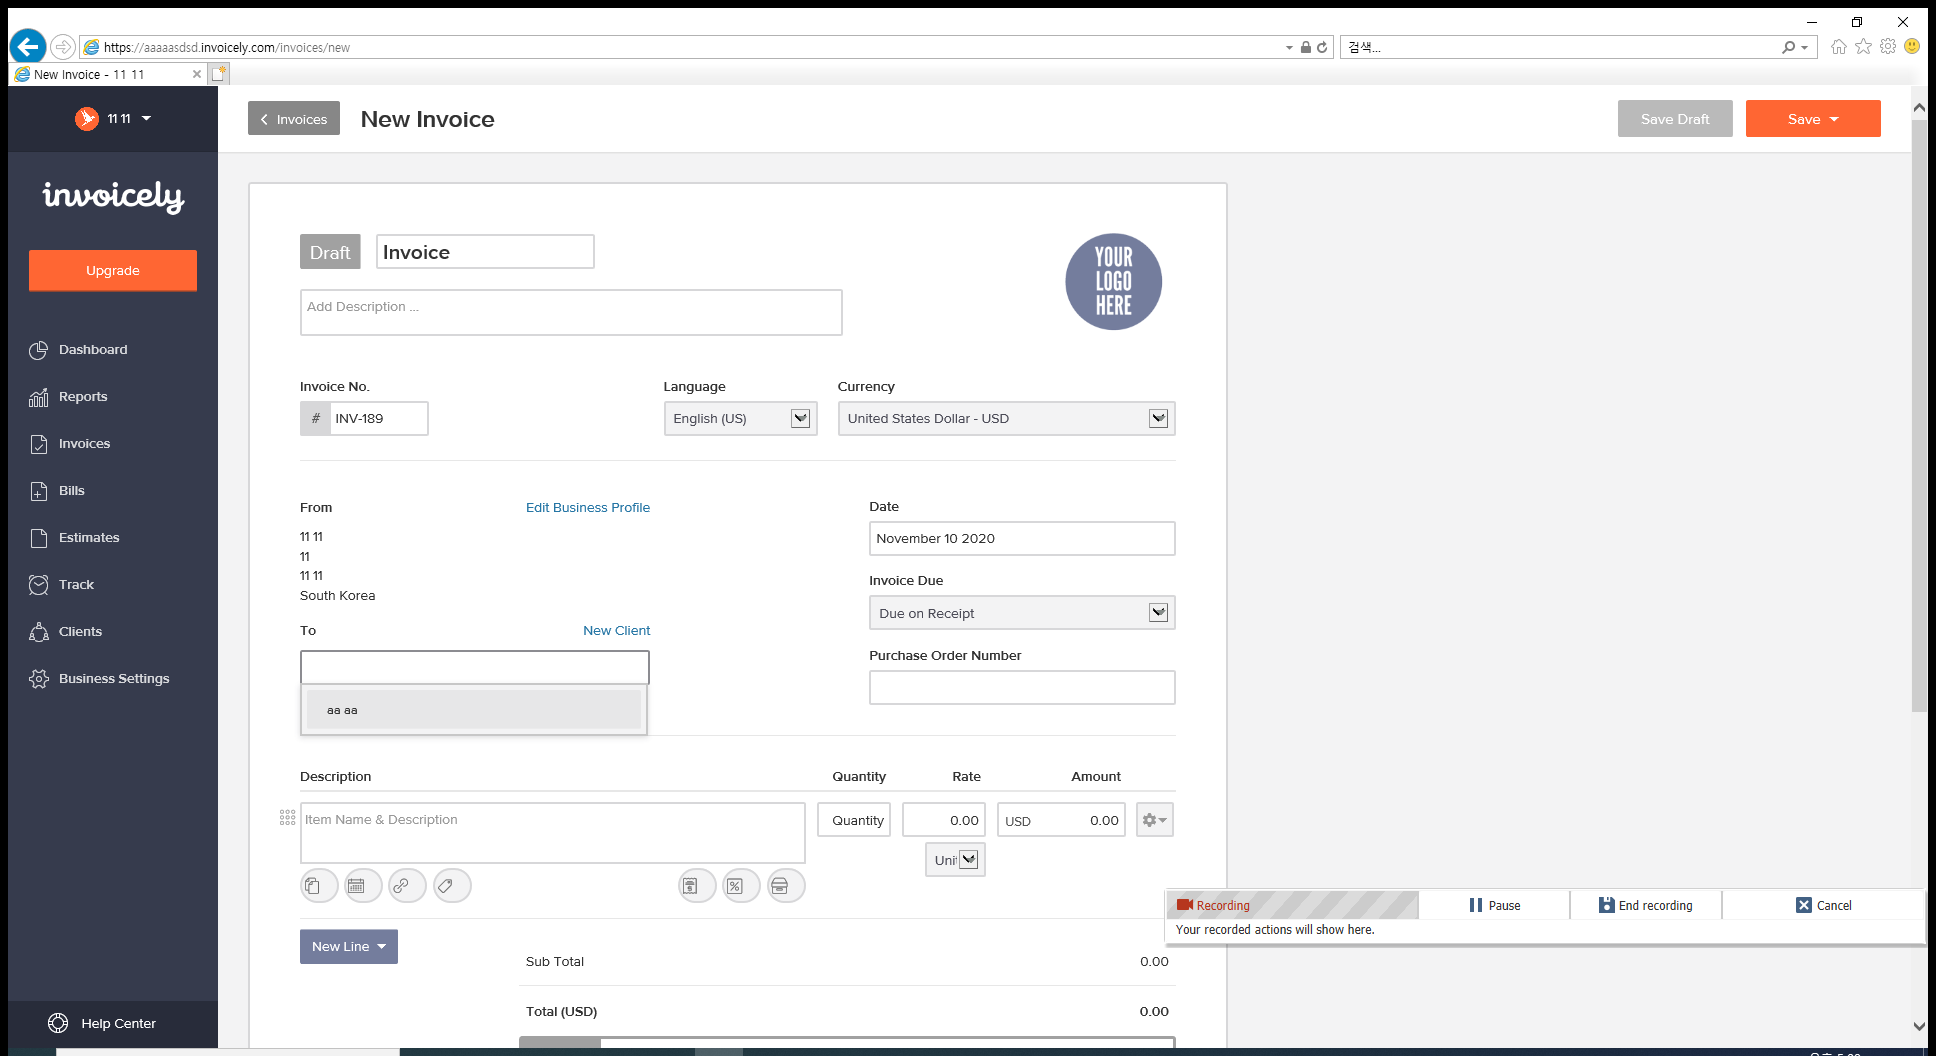 https://aaaaasdsd.invoicely.com/invoices/new
검색...
New Invoice - 11 11
11 11
Invoices
New Invoice
Save Draft
Save
invoicely
Upgrade
Dashboard
Reports
Invoices
Bills
Estimates
Track
Clients
Business Settings
Help Center
Draft
Invoice
YOUR
LOGO
HERE
Add Description ...
Invoice No.
Language
Currency
# INV-189
English (US)
United States Dollar - USD
From
Edit Business Profile
11 11
11
11 11
South Korea
Date
November 10 2020
Invoice Due
Due on Receipt
To
New Client
Purchase Order Number
aa aa
Description
Quantity
Rate
Amount
Item Name & Description
Quantity
0.00
USD
0.00
Recording
Pause
End recording
Cancel
Your recorded actions will show here.
New Line
Sub Total
0.00
Total (USD)
0.00